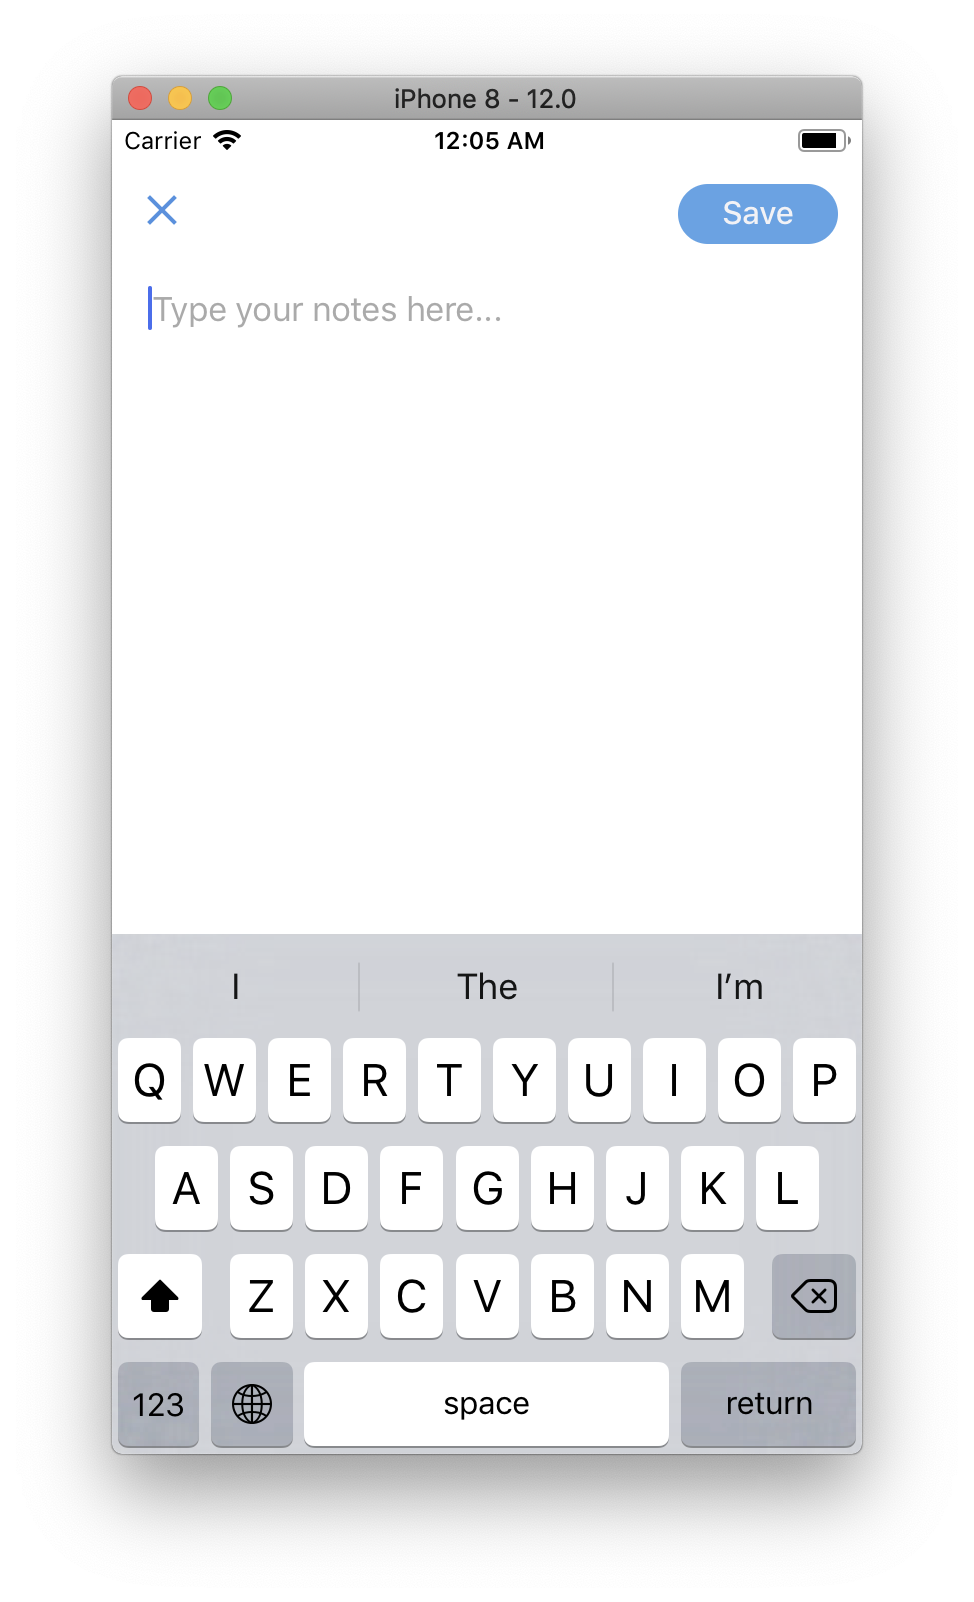 iPhone 8 - 12.0
Carrier 12:05 AM
Save
Type your notes here...
I The I'm
Q W E R T Y U I O P
A S D F G H J K L
Z X C V B N M
123 space return